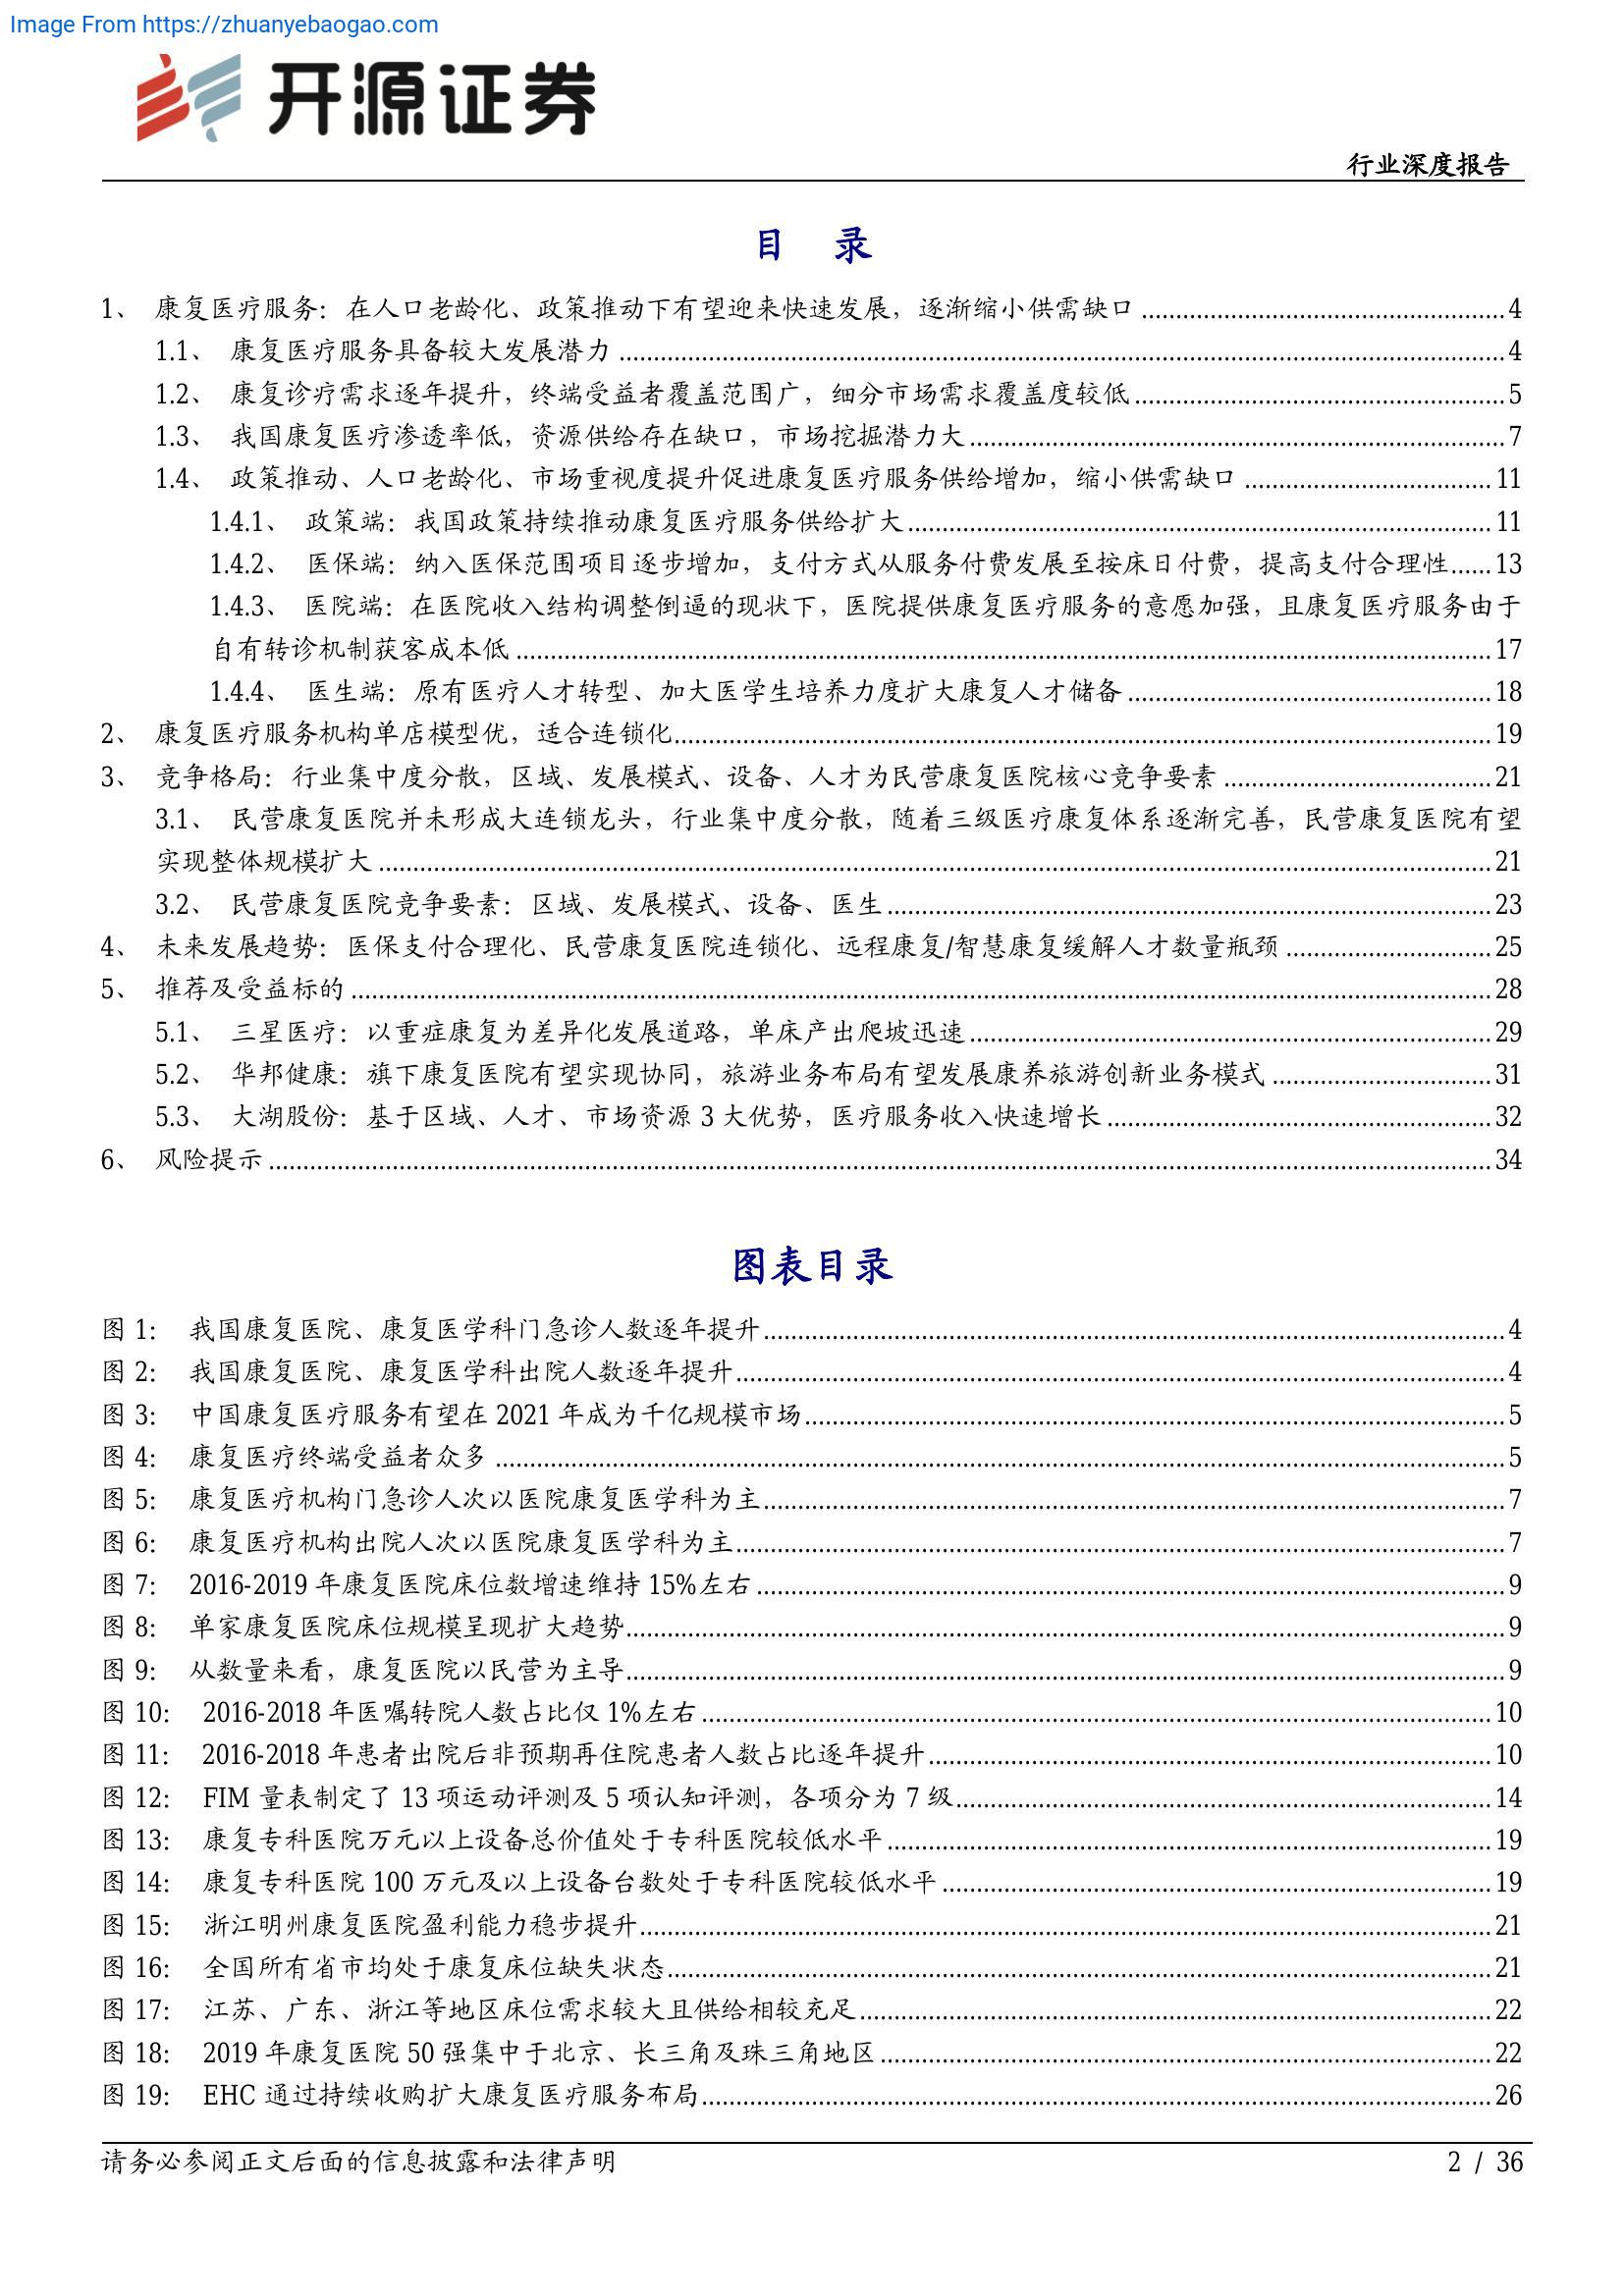 Image From https://zhuanyebaogao.com
开源证券
行业深度报告
目 录
1、 康复医疗服务：在人口老龄化、政策推动下有望迎来快速发展，逐渐缩小供需缺口 4
1.1、 康复医疗服务具备较大发展潜力 4
1.2、 康复诊疗需求逐年提升，终端受益者覆盖范围广，细分市场需求覆盖度较低 5
1.3、 我国康复医疗渗透率低，资源供给存在缺口，市场挖掘潜力大 7
1.4、 政策推动、人口老龄化、市场重视度提升促进康复医疗服务供给增加，缩小供需缺口 11
1.4.1、 政策端：我国政策持续推动康复医疗服务供给扩大 11
1.4.2、 医保端：纳入医保范围项目逐步增加，支付方式从服务付费发展至按床日付费，提高支付合理性 13
1.4.3、 医院端：在医院收入结构调整倒逼的现状下，医院提供康复医疗服务的意愿加强，且康复医疗服务由于
自有转诊机制获客成本低 17
1.4.4、 医生端：原有医疗人才转型、加大医学生培养力度扩大康复人才储备 18
2、 康复医疗服务机构单店模型优，适合连锁化 19
3、 竞争格局：行业集中度分散，区域、发展模式、设备、人才为民营康复医院核心竞争要素 21
3.1、 民营康复医院并未形成大连锁龙头，行业集中度分散，随着三级医疗康复体系逐渐完善，民营康复医院有望
实现整体规模扩大 21
3.2、 民营康复医院竞争要素：区域、发展模式、设备、医生 23
4、 未来发展趋势：医保支付合理化、民营康复医院连锁化、远程康复/智慧康复缓解人才数量瓶颈 25
5、 推荐及受益标的 28
5.1、 三星医疗：以重症康复为差异化发展道路，单床产出爬坡迅速 29
5.2、 华邦健康：旗下康复医院有望实现协同，旅游业务布局有望发展康养旅游创新业务模式 31
5.3、 大湖股份：基于区域、人才、市场资源 3 大优势，医疗服务收入快速增长 32
6、 风险提示 34
图表目录
图 1： 我国康复医院、康复医学科门急诊人数逐年提升 4
图 2： 我国康复医院、康复医学科出院人数逐年提升 4
图 3： 中国康复医疗服务有望在 2021 年成为千亿规模市场 5
图 4： 康复医疗终端受益者众多 5
图 5： 康复医疗机构门急诊人次以医院康复医学科为主 7
图 6： 康复医疗机构出院人次以医院康复医学科为主 7
图 7： 2016-2019 年康复医院床位数增速维持 15%左右 9
图 8： 单家康复医院床位规模呈现扩大趋势 9
图 9： 从数量来看，康复医院以民营为主导 9
图 10： 2016-2018 年医嘱转院人数占比仅 1%左右 10
图 11： 2016-2018 年患者出院后非预期再住院患者人数占比逐年提升 10
图 12： FIM 量表制定了 13 项运动评测及 5 项认知评测，各项分为 7 级 14
图 13： 康复专科医院万元以上设备总价值处于专科医院较低水平 19
图 14： 康复专科医院 100 万元及以上设备台数处于专科医院较低水平 19
图 15： 浙江明州康复医院盈利能力稳步提升 21
图 16： 全国所有省市均处于康复床位缺失状态 21
图 17： 江苏、广东、浙江等地区床位需求较大且供给相较充足 22
图 18： 2019 年康复医院 50 强集中于北京、长三角及珠三角地区 22
图 19： EHC 通过持续收购扩大康复医疗服务布局 26
请务必参阅正文后面的信息披露和法律声明 2 / 36